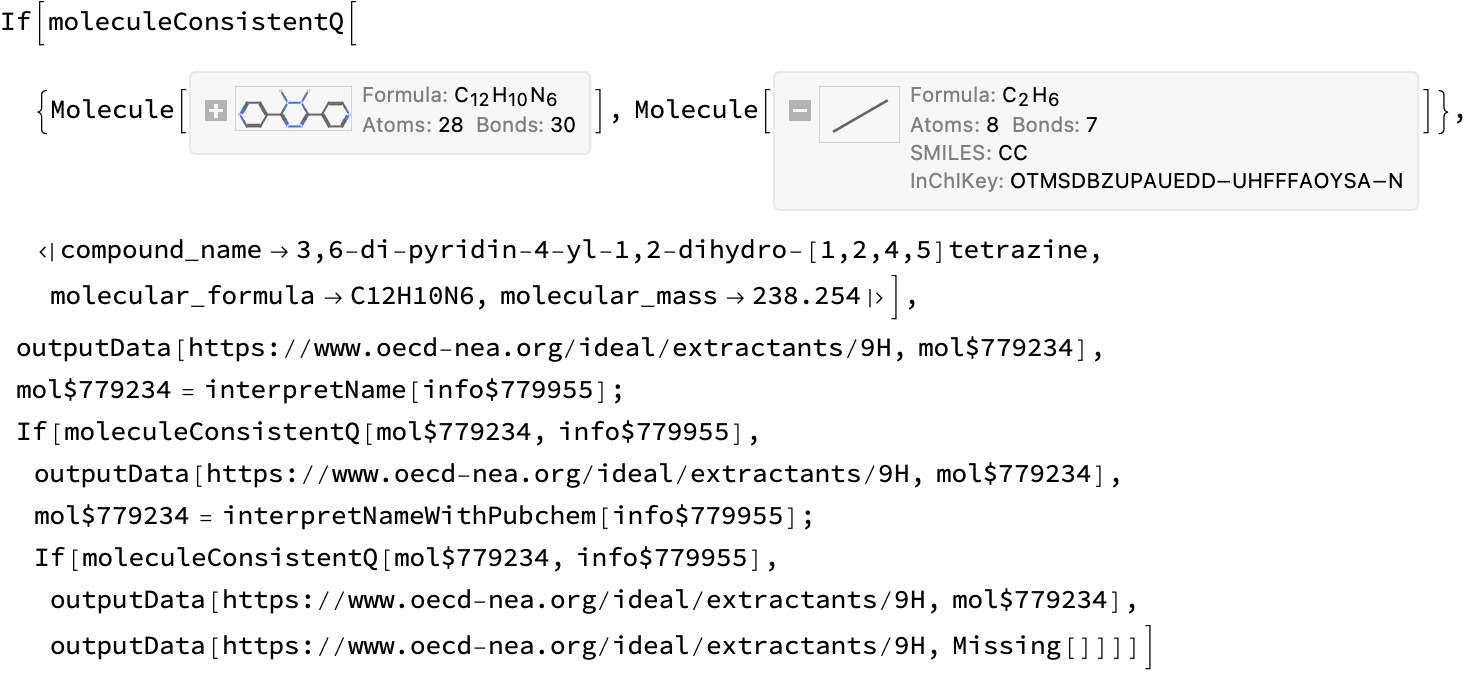 If[moleculeConsistentQ[
{Molecule[ Formula: C12H10N6 Atoms: 28 Bonds: 30 ], Molecule[ Formula: C2H6 Atoms: 8 Bonds: 7 SMILES: CC InChIKey: OTMSDBZUPAUEDD-UHFFFAOYSA-N ]},
<|compound_name → 3,6-di-pyridin-4-yl-1,2-dihydro-[1,2,4,5]tetrazine,
molecular_formula → C12H10N6, molecular_mass → 238.254|>],
outputData[https://www.oecd-nea.org/ideal/extractants/9H, mol$779234],
mol$779234 = interpretName[info$779955];
If[moleculeConsistentQ[mol$779234, info$779955],
outputData[https://www.oecd-nea.org/ideal/extractants/9H, mol$779234],
mol$779234 = interpretNameWithPubchem[info$779955];
If[moleculeConsistentQ[mol$779234, info$779955],
outputData[https://www.oecd-nea.org/ideal/extractants/9H, mol$779234],
outputData[https://www.oecd-nea.org/ideal/extractants/9H, Missing[]]]]]